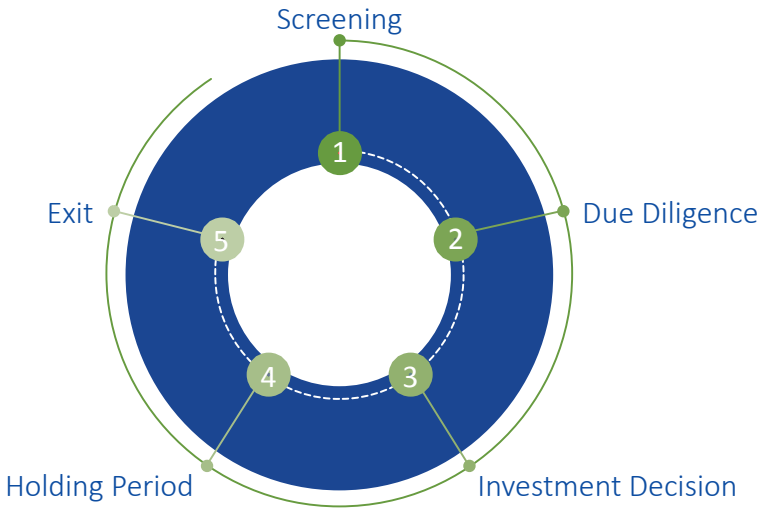 Screening
1
Due Diligence
2
Investment Decision
3
Holding Period
4
Exit
5